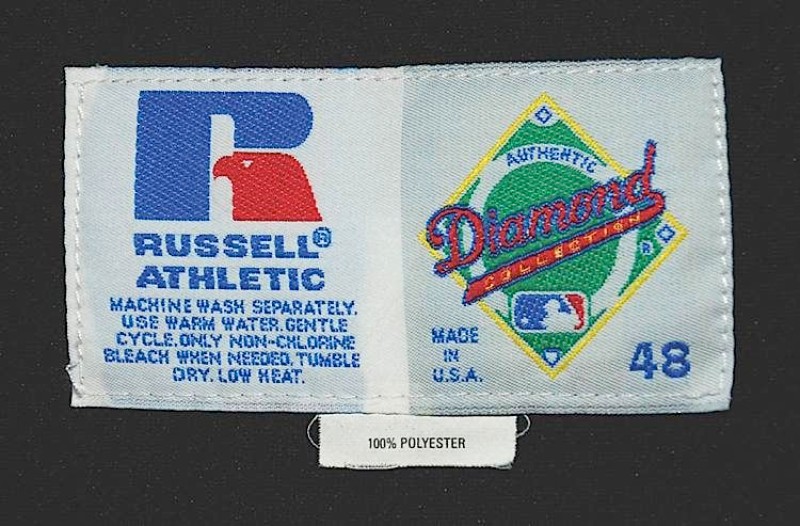 RUSSELL®
ATHLETIC
MACHINE WASH SEPARATELY.
USE WARM WATER. GENTLE
CYCLE. ONLY NON-CHLORINE
BLEACH WHEN NEEDED. TUMBLE
DRY. LOW HEAT.
AUTHENTIC
Diamond
COLLECTION
®
MADE
IN
U.S.A.
48
100% POLYESTER